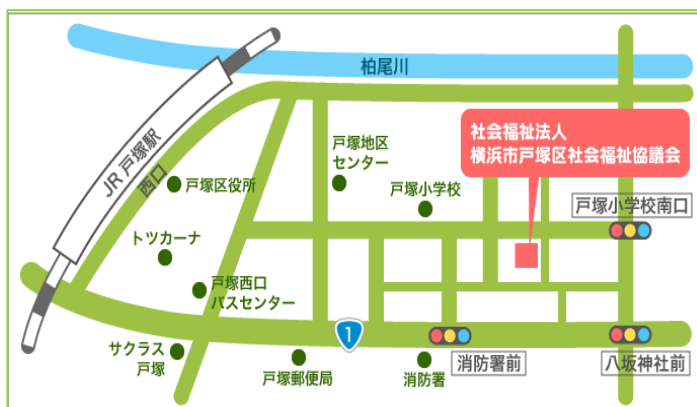 柏尾川
社会福祉法人
横浜市戸塚区社会福祉協議会
JR 戸塚駅
西口
戸塚地区
センター
戸塚区役所
戸塚小学校
戸塚小学校南口
トツカーナ
戸塚西口
バスセンター
1
サクラス
戸塚
戸塚郵便局
消防署
消防署前
八坂神社前